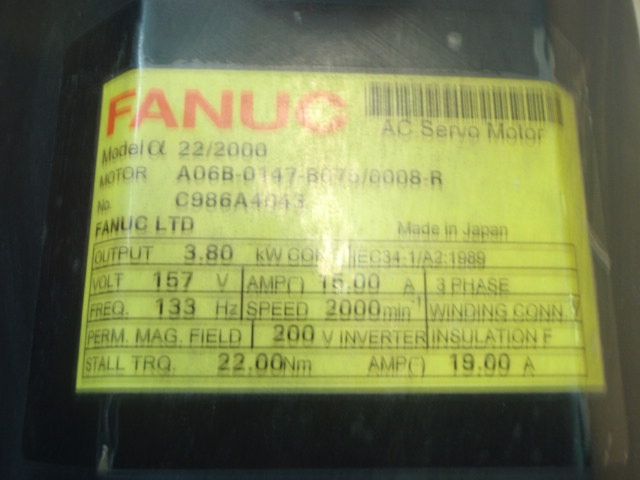 FANUC
AC Servo Motor
Model α 22/2000
MOTOR A06B-0147-B075/0008-R
No. C986A4043
FANUC LTD Made in Japan
OUTPUT 3.80 kW CONT IEC34-1/A2:1989
VOLT 157 V AMP(~) 15.00 A 3 PHASE
FREQ. 133 Hz SPEED 2000 min⁻¹ WINDING CONN. Y
PERM. MAG. FIELD 200 V INVERTER INSULATION F
STALL TRQ. 22.00 Nm AMP(~) 19.00 A